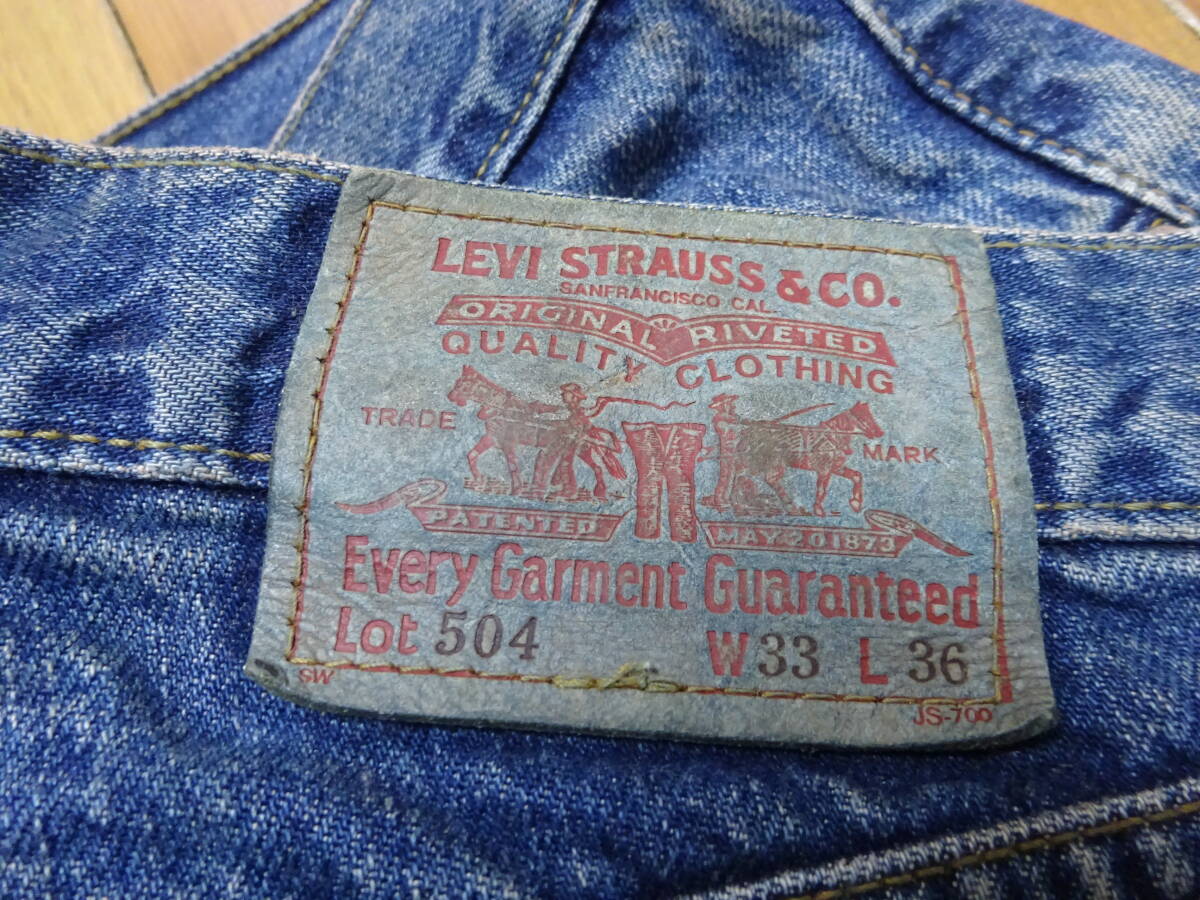 LEVI STRAUSS & CO.
SANFRANCISCO CAL.
ORIGINAL RIVETED
QUALITY CLOTHING
TRADE MARK
PATENTED MAY 20 1873
Every Garment Guaranteed
Lot 504 W 33 L 36
SW JS-700